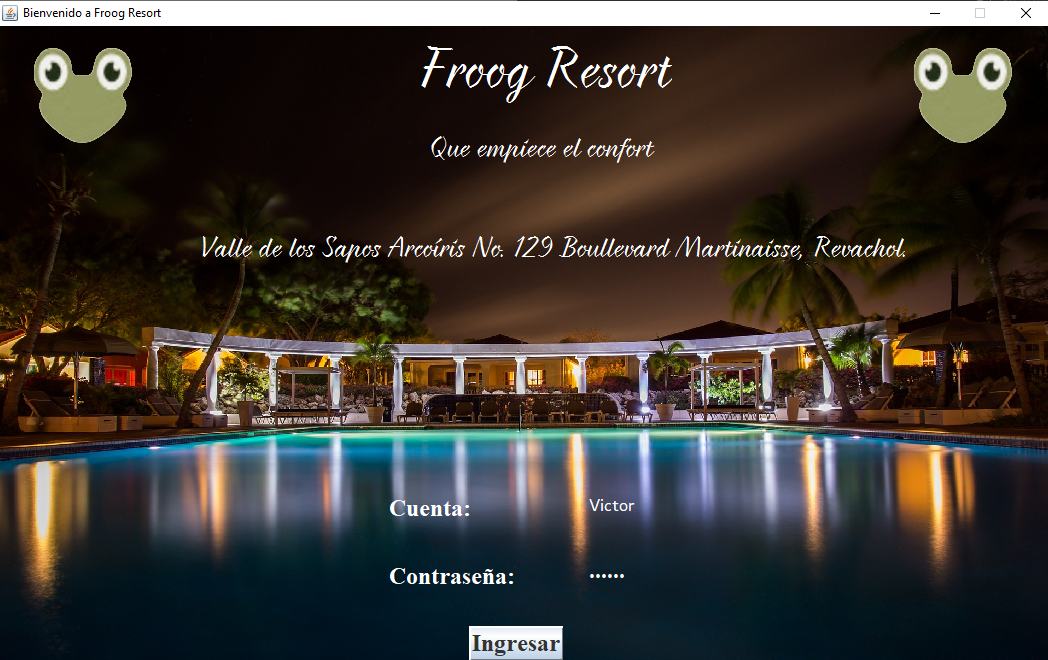 Bienvenido a Froog Resort
Froog Resort
Que empiece el confort
Valle de los Sapos Arcoíris No. 129 Boullevard Martinaisse, Revachol.
Cuenta: Victor
Contraseña: ••••••
Ingresar